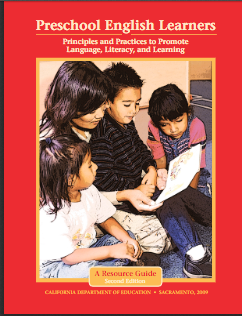 Preschool English Learners
Principles and Practices to Promote
Language, Literacy, and Learning
A Resource Guide
Second Edition
CALIFORNIA DEPARTMENT OF EDUCATION • SACRAMENTO, 2009